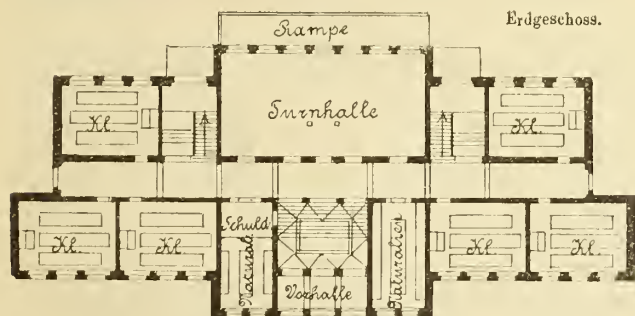 Erdgeschoss.
Rampe
Turnhalle
Kl.
Kl.
Kl.
Kl.
Schuld.
Natural.
Vorhalle
Naturalien
Kl.
Kl.